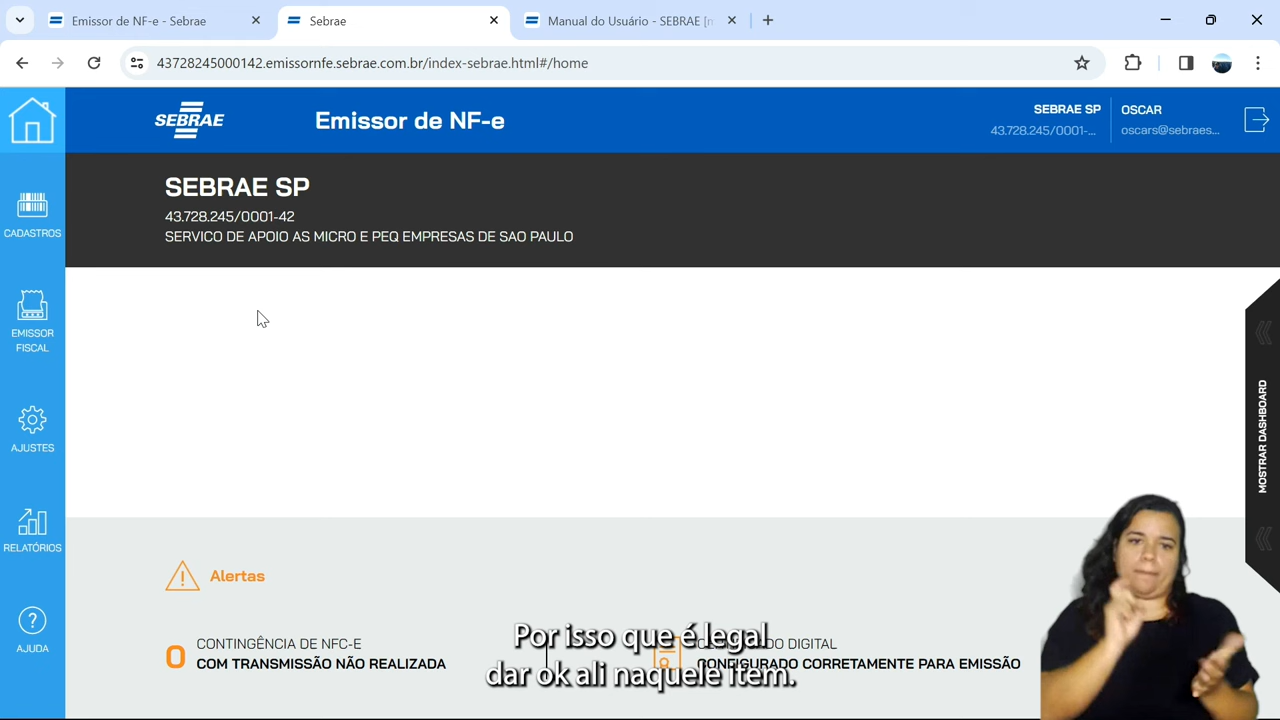 Emissor de NF-e - Sebrae
Sebrae
Manual do Usuário - SEBRAE [m
43728245000142.emissornfe.sebrae.com.br/index-sebrae.html#/home
SEBRAE
Emissor de NF-e
SEBRAE SP
43.728.245/0001-...
OSCAR
oscars@sebraes...
SEBRAE SP
43.728.245/0001-42
SERVICO DE APOIO AS MICRO E PEQ EMPRESAS DE SAO PAULO
CADASTROS
EMISSOR
FISCAL
AJUSTES
RELATÓRIOS
AJUDA
MOSTRAR DASHBOARD
Alertas
0
CONTINGÊNCIA DE NFC-E
COM TRANSMISSÃO NÃO REALIZADA
DIGITAL
CONFIGURADO CORRETAMENTE PARA EMISSÃO
Por isso que é legal
dar ok ali naquele item.